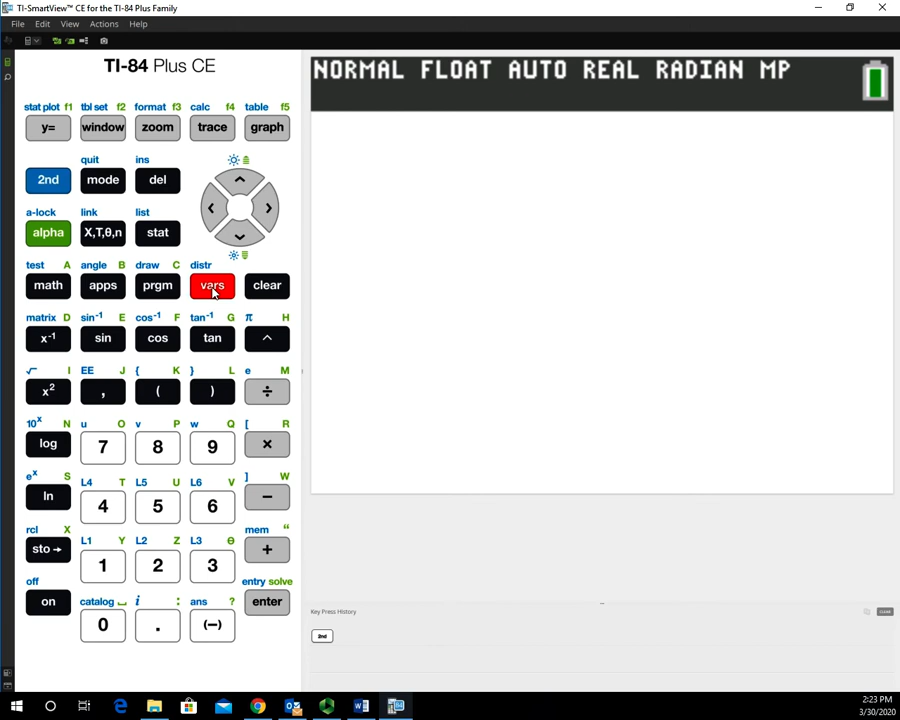 TI-SmartView™ CE for the TI-84 Plus Family
File Edit View Actions Help
TI-84 Plus CE
NORMAL FLOAT AUTO REAL RADIAN MP
stat plot f1 tbl set f2 format f3 calc f4 table f5
y= window zoom trace graph
quit ins
2nd mode del
a-lock link list
alpha X,T,θ,n stat
test A angle B draw C distr
math apps prgm vars clear
matrix D sin⁻¹ E cos⁻¹ F tan⁻¹ G π H
x⁻¹ sin cos tan ^
√ I EE J { K } L e M
x² , ( ) ÷
10ˣ N u O v P w Q [ R
log 7 8 9 ×
eˣ S L4 T L5 U L6 V ] W
ln 4 5 6 −
rcl X L1 Y L2 Z L3 θ mem “
sto→ 1 2 3 +
off catalog ␣ i : ans ? entry solve
on 0 . (−) enter
Key Press History
2nd
2:23 PM
3/30/2020